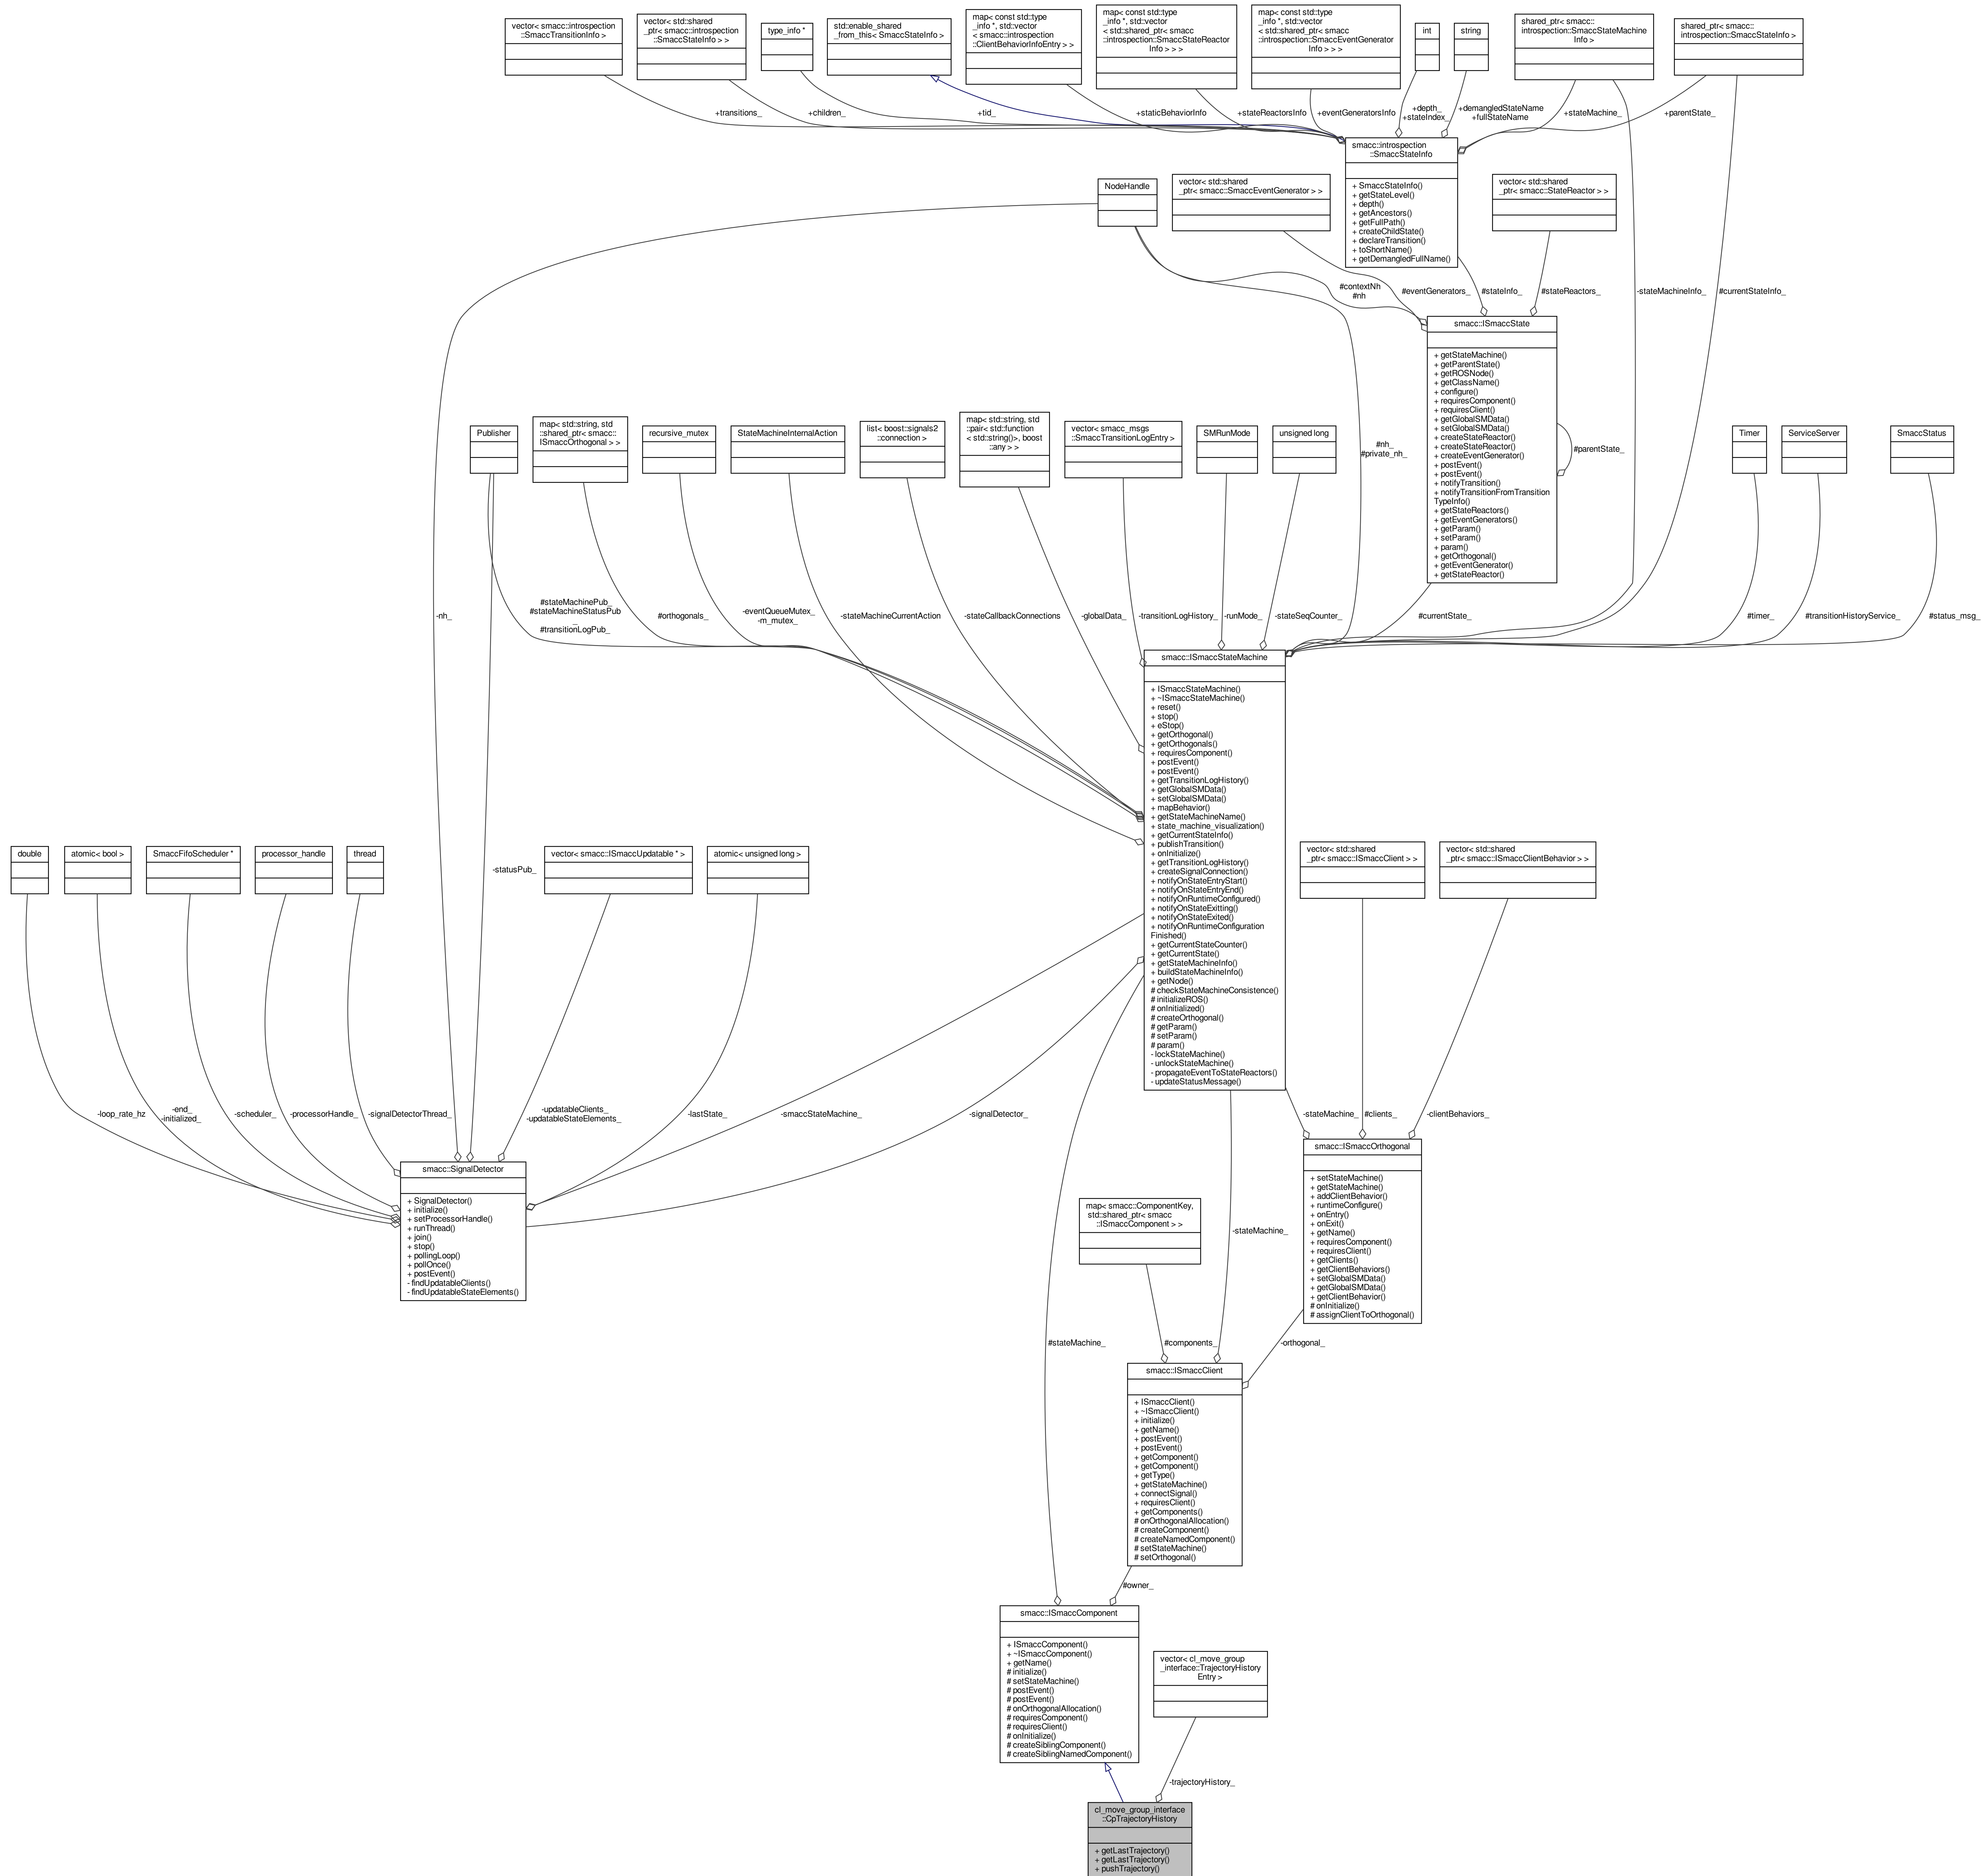 vector< smacc::introspection
::SmaccTransitionInfo >
vector< std::shared
_ptr< smacc::introspection
::SmaccStateInfo > >
type_info *
std::enable_shared
_from_this< SmaccStateInfo >
map< const std::type
_info *, std::vector
< smacc::introspection
::ClientBehaviorInfoEntry > >
map< const std::type
_info *, std::vector
< std::shared_ptr< smacc
::introspection::SmaccStateReactor
Info > > >
map< const std::type
_info *, std::vector
< std::shared_ptr< smacc
::introspection::SmaccEventGenerator
Info > > >
int
string
shared_ptr< smacc::
introspection::SmaccStateMachine
Info >
shared_ptr< smacc::
introspection::SmaccStateInfo >
+transitions_
+children_
+tid_
+staticBehaviorInfo
+stateReactorsInfo
+eventGeneratorsInfo
+depth_
+stateIndex_
+demangledStateName
+fullStateName
+stateMachine_
+parentState_
smacc::introspection
::SmaccStateInfo
+ SmaccStateInfo()
+ getStateLevel()
+ depth()
+ getAncestors()
+ getFullPath()
+ createChildState()
+ declareTransition()
+ toShortName()
+ getDemangledFullName()
NodeHandle
vector< std::shared
_ptr< smacc::SmaccEventGenerator > >
vector< std::shared
_ptr< smacc::StateReactor > >
#contextNh
#nh
#eventGenerators_
#stateInfo_
#stateReactors_
-stateMachineInfo_
#currentStateInfo_
smacc::ISmaccState
+ getStateMachine()
+ getParentState()
+ getROSNode()
+ getClassName()
+ configure()
+ requiresComponent()
+ requiresClient()
+ getGlobalSMData()
+ setGlobalSMData()
+ createStateReactor()
+ createStateReactor()
+ createEventGenerator()
+ postEvent()
+ postEvent()
+ notifyTransition()
+ notifyTransitionFromTransition
TypeInfo()
+ getStateReactors()
+ getEventGenerators()
+ getParam()
+ setParam()
+ param()
+ getOrthogonal()
+ getEventGenerator()
+ getStateReactor()
#parentState_
Publisher
map< std::string, std
::shared_ptr< smacc::
ISmaccOrthogonal > >
recursive_mutex
StateMachineInternalAction
list< boost::signals2
::connection >
map< std::string, std
::pair< std::function
< std::string()>, boost
::any > >
vector< smacc_msgs
::SmaccTransitionLogEntry >
SMRunMode
unsigned long
#nh_
#private_nh_
Timer
ServiceServer
SmaccStatus
-nh_
#stateMachinePub_
#stateMachineStatusPub
_
#transitionLogPub_
#orthogonals_
-eventQueueMutex_
-m_mutex_
-stateMachineCurrentAction
-stateCallbackConnections
-globalData_
-transitionLogHistory_
-runMode_
-stateSeqCounter_
#currentState_
#timer_
#transitionHistoryService_
#status_msg_
smacc::ISmaccStateMachine
+ ISmaccStateMachine()
+ ~ISmaccStateMachine()
+ reset()
+ stop()
+ eStop()
+ getOrthogonal()
+ getOrthogonals()
+ requiresComponent()
+ postEvent()
+ postEvent()
+ getTransitionLogHistory()
+ getGlobalSMData()
+ setGlobalSMData()
+ mapBehavior()
+ getStateMachineName()
+ state_machine_visualization()
+ getCurrentStateInfo()
+ publishTransition()
+ onInitialize()
+ getTransitionLogHistory()
+ createSignalConnection()
+ notifyOnStateEntryStart()
+ notifyOnStateEntryEnd()
+ notifyOnRuntimeConfigured()
+ notifyOnStateExitting()
+ notifyOnStateExited()
+ notifyOnRuntimeConfiguration
Finished()
+ getCurrentStateCounter()
+ getCurrentState()
+ getStateMachineInfo()
+ buildStateMachineInfo()
+ getNode()
# checkStateMachineConsistence()
# initializeROS()
# onInitialized()
# createOrthogonal()
# getParam()
# setParam()
# param()
- lockStateMachine()
- unlockStateMachine()
- propagateEventToStateReactors()
- updateStatusMessage()
double
atomic< bool >
SmaccFifoScheduler *
processor_handle
thread
-statusPub_
vector< smacc::ISmaccUpdatable * >
atomic< unsigned long >
vector< std::shared
_ptr< smacc::ISmaccClient > >
vector< std::shared
_ptr< smacc::ISmaccClientBehavior > >
-loop_rate_hz
-end_
-initialized_
-scheduler_
-processorHandle_
-signalDetectorThread_
-updatableClients_
-updatableStateElements_
-lastState_
-smaccStateMachine_
-signalDetector_
-stateMachine_
#clients_
-clientBehaviors_
smacc::SignalDetector
+ SignalDetector()
+ initialize()
+ setProcessorHandle()
+ runThread()
+ join()
+ stop()
+ pollingLoop()
+ pollOnce()
+ postEvent()
- findUpdatableClients()
- findUpdatableStateElements()
smacc::ISmaccOrthogonal
+ setStateMachine()
+ getStateMachine()
+ addClientBehavior()
+ runtimeConfigure()
+ onEntry()
+ onExit()
+ getName()
+ requiresComponent()
+ requiresClient()
+ getClients()
+ getClientBehaviors()
+ setGlobalSMData()
+ getGlobalSMData()
+ getClientBehavior()
# onInitialize()
# assignClientToOrthogonal()
map< smacc::ComponentKey,
std::shared_ptr< smacc
::ISmaccComponent > >
-stateMachine_
#stateMachine_
#components_
-orthogonal_
smacc::ISmaccClient
+ ISmaccClient()
+ ~ISmaccClient()
+ initialize()
+ getName()
+ postEvent()
+ postEvent()
+ getComponent()
+ getComponent()
+ getType()
+ getStateMachine()
+ connectSignal()
+ requiresClient()
+ getComponents()
# onOrthogonalAllocation()
# createComponent()
# createNamedComponent()
# setStateMachine()
# setOrthogonal()
#owner_
smacc::ISmaccComponent
+ ISmaccComponent()
+ ~ISmaccComponent()
+ getName()
# initialize()
# setStateMachine()
# postEvent()
# postEvent()
# onOrthogonalAllocation()
# requiresComponent()
# requiresClient()
# onInitialize()
# createSiblingComponent()
# createSiblingNamedComponent()
vector< cl_move_group
_interface::TrajectoryHistory
Entry >
-trajectoryHistory_
cl_move_group_interface
::CpTrajectoryHistory
+ getLastTrajectory()
+ getLastTrajectory()
+ pushTrajectory()